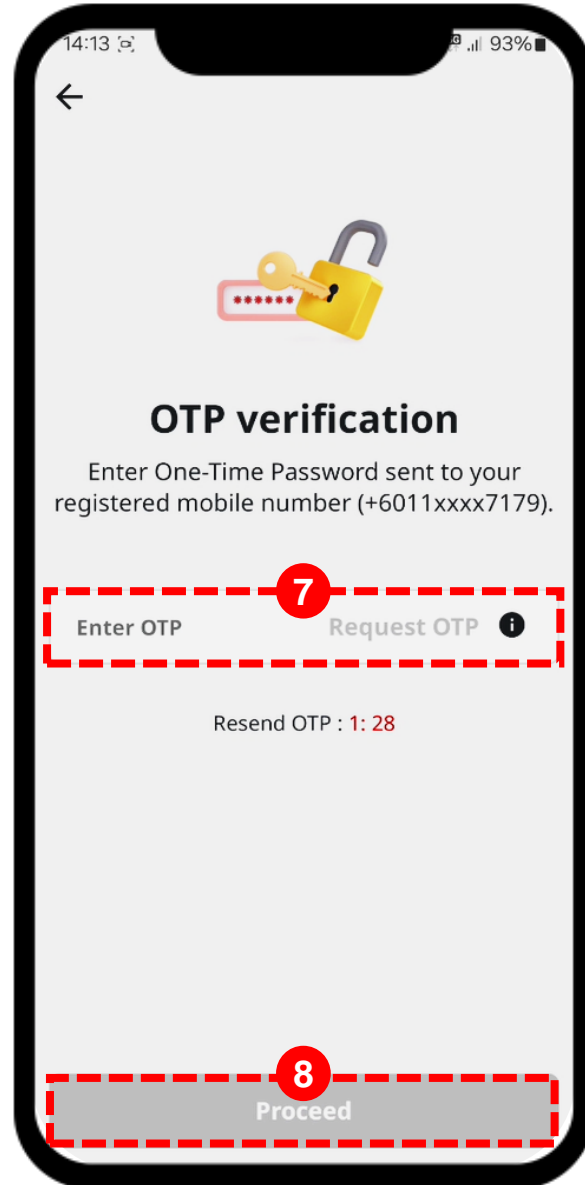 14:13 93%
******
OTP verification
Enter One-Time Password sent to your
registered mobile number (+6011xxxx7179).
7
Enter OTP Request OTP i
Resend OTP : 1: 28
8
Proceed